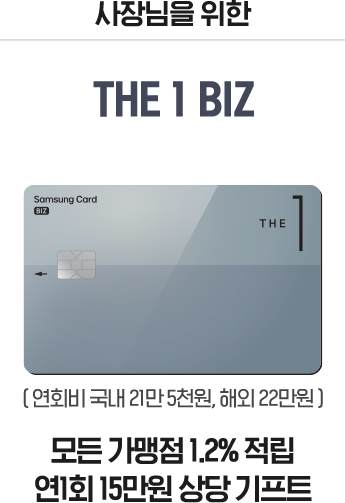 사장님을 위한
THE 1 BIZ
Samsung Card
BIZ
THE 1
( 연회비 국내 21만 5천원, 해외 22만원 )
모든 가맹점 1.2% 적립
연1회 15만원 상당 기프트